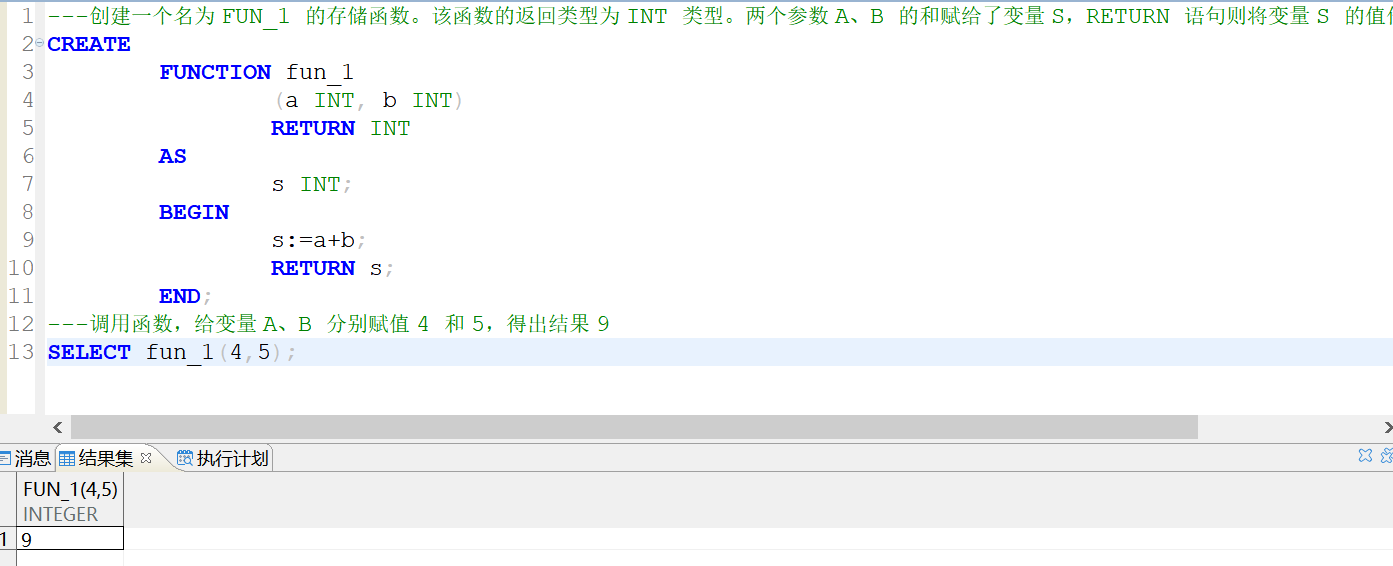 1 ---创建一个名为 FUN_1 的存储函数。该函数的返回类型为 INT 类型。两个参数 A、B 的和赋给了变量 S，RETURN 语句则将变量 S 的值
2 CREATE
3 FUNCTION fun_1
4 (a INT, b INT)
5 RETURN INT
6 AS
7 s INT;
8 BEGIN
9 s:=a+b;
10 RETURN s;
11 END;
12 ---调用函数，给变量 A、B 分别赋值 4 和 5，得出结果 9
13 SELECT fun_1(4,5);
消息 结果集 执行计划
FUN_1(4,5)
INTEGER
1 9